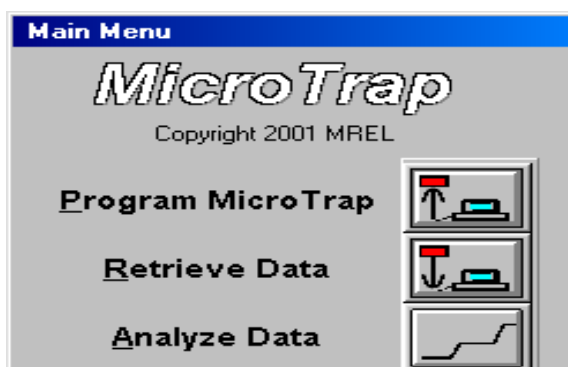 Main Menu
MicroTrap
Copyright 2001 MREL
Program MicroTrap
Retrieve Data
Analyze Data